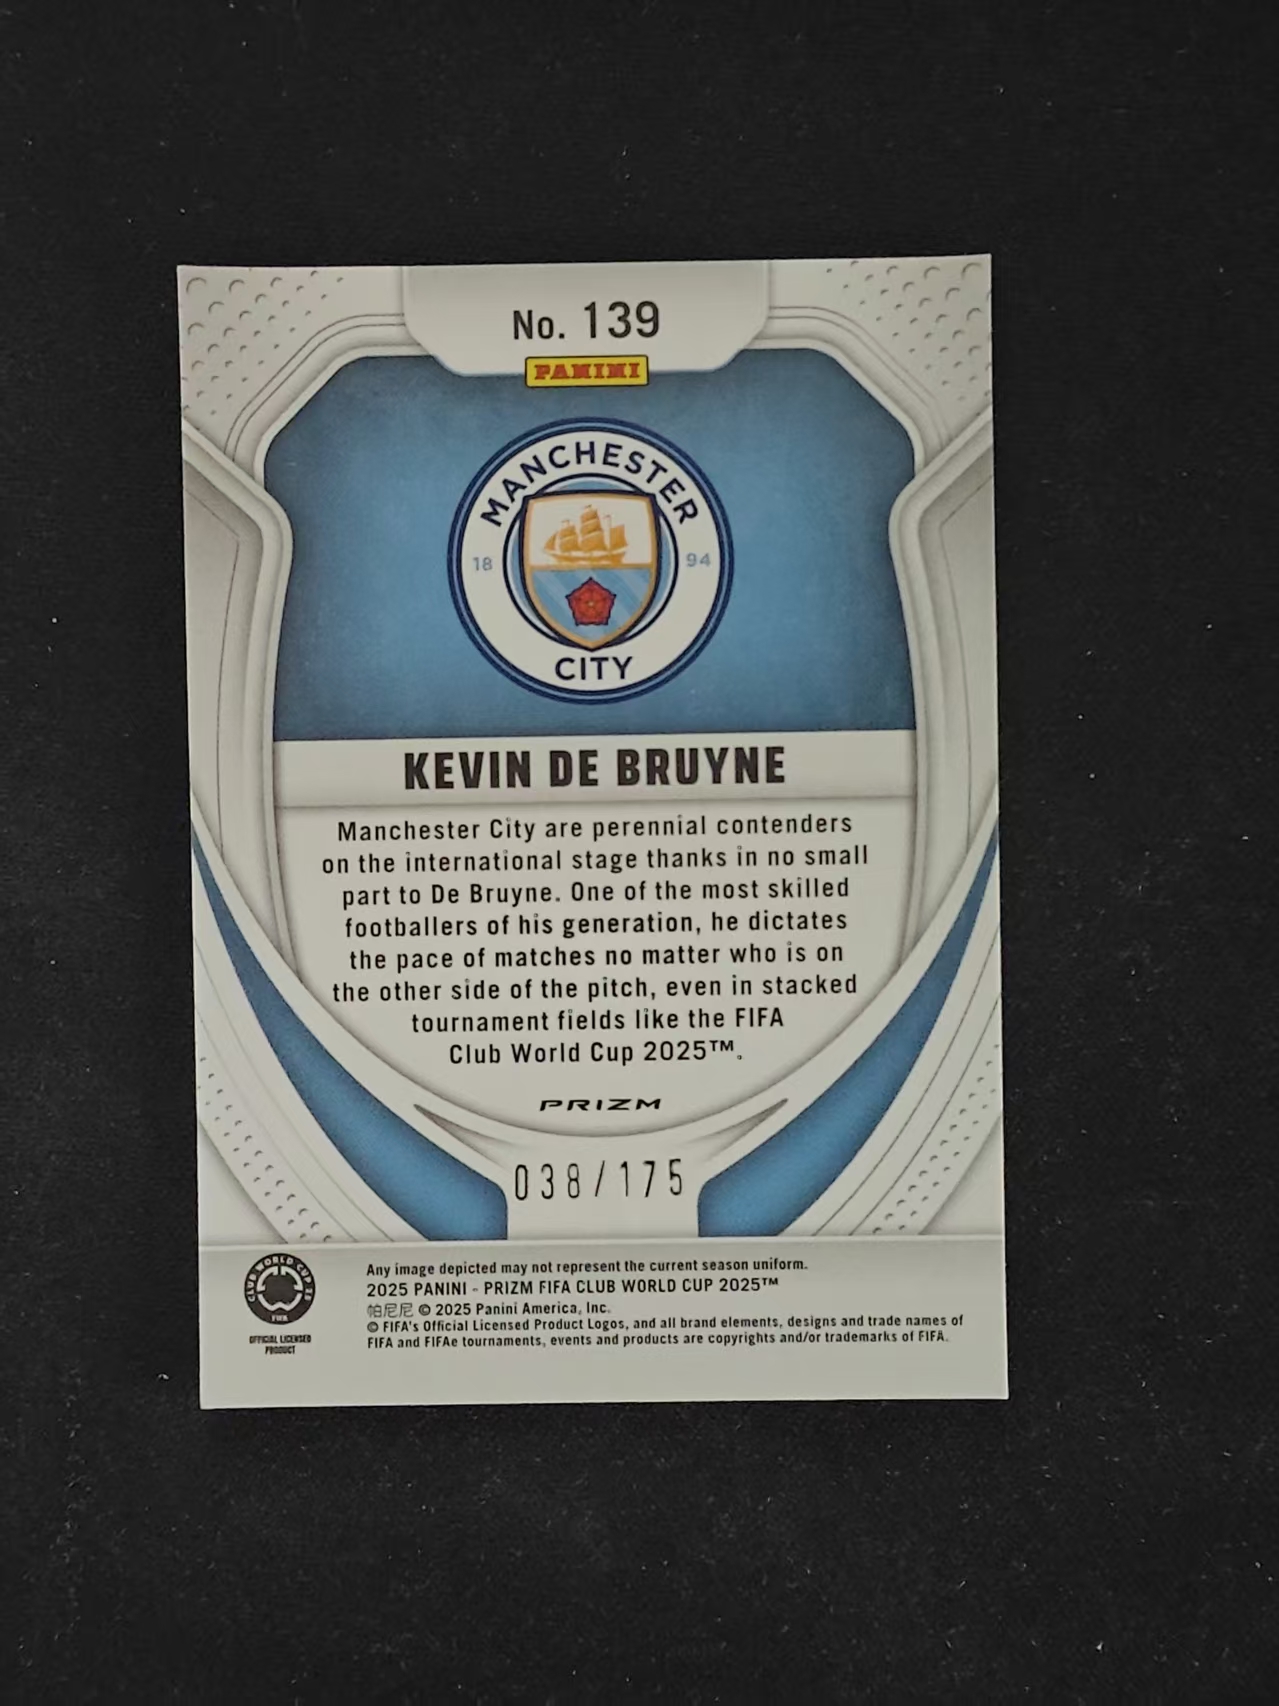 No. 139
PANINI
MANCHESTER
18 94
CITY
KEVIN DE BRUYNE
Manchester City are perennial contenders
on the international stage thanks in no small
part to De Bruyne. One of the most skilled
footballers of his generation, he dictates
the pace of matches no matter who is on
the other side of the pitch, even in stacked
tournament fields like the FIFA
Club World Cup 2025™.
PRIZM
038/175
CLUB WORLD CUP 25
FIFA
OFFICIAL LICENSED
PRODUCT
Any image depicted may not represent the current season uniform.
2025 PANINI - PRIZM FIFA CLUB WORLD CUP 2025™
帕尼尼 © 2025 Panini America, Inc.
© FIFA's Official Licensed Product Logos, and all brand elements, designs and trade names of
FIFA and FIFAe tournaments, events and products are copyrights and/or trademarks of FIFA.